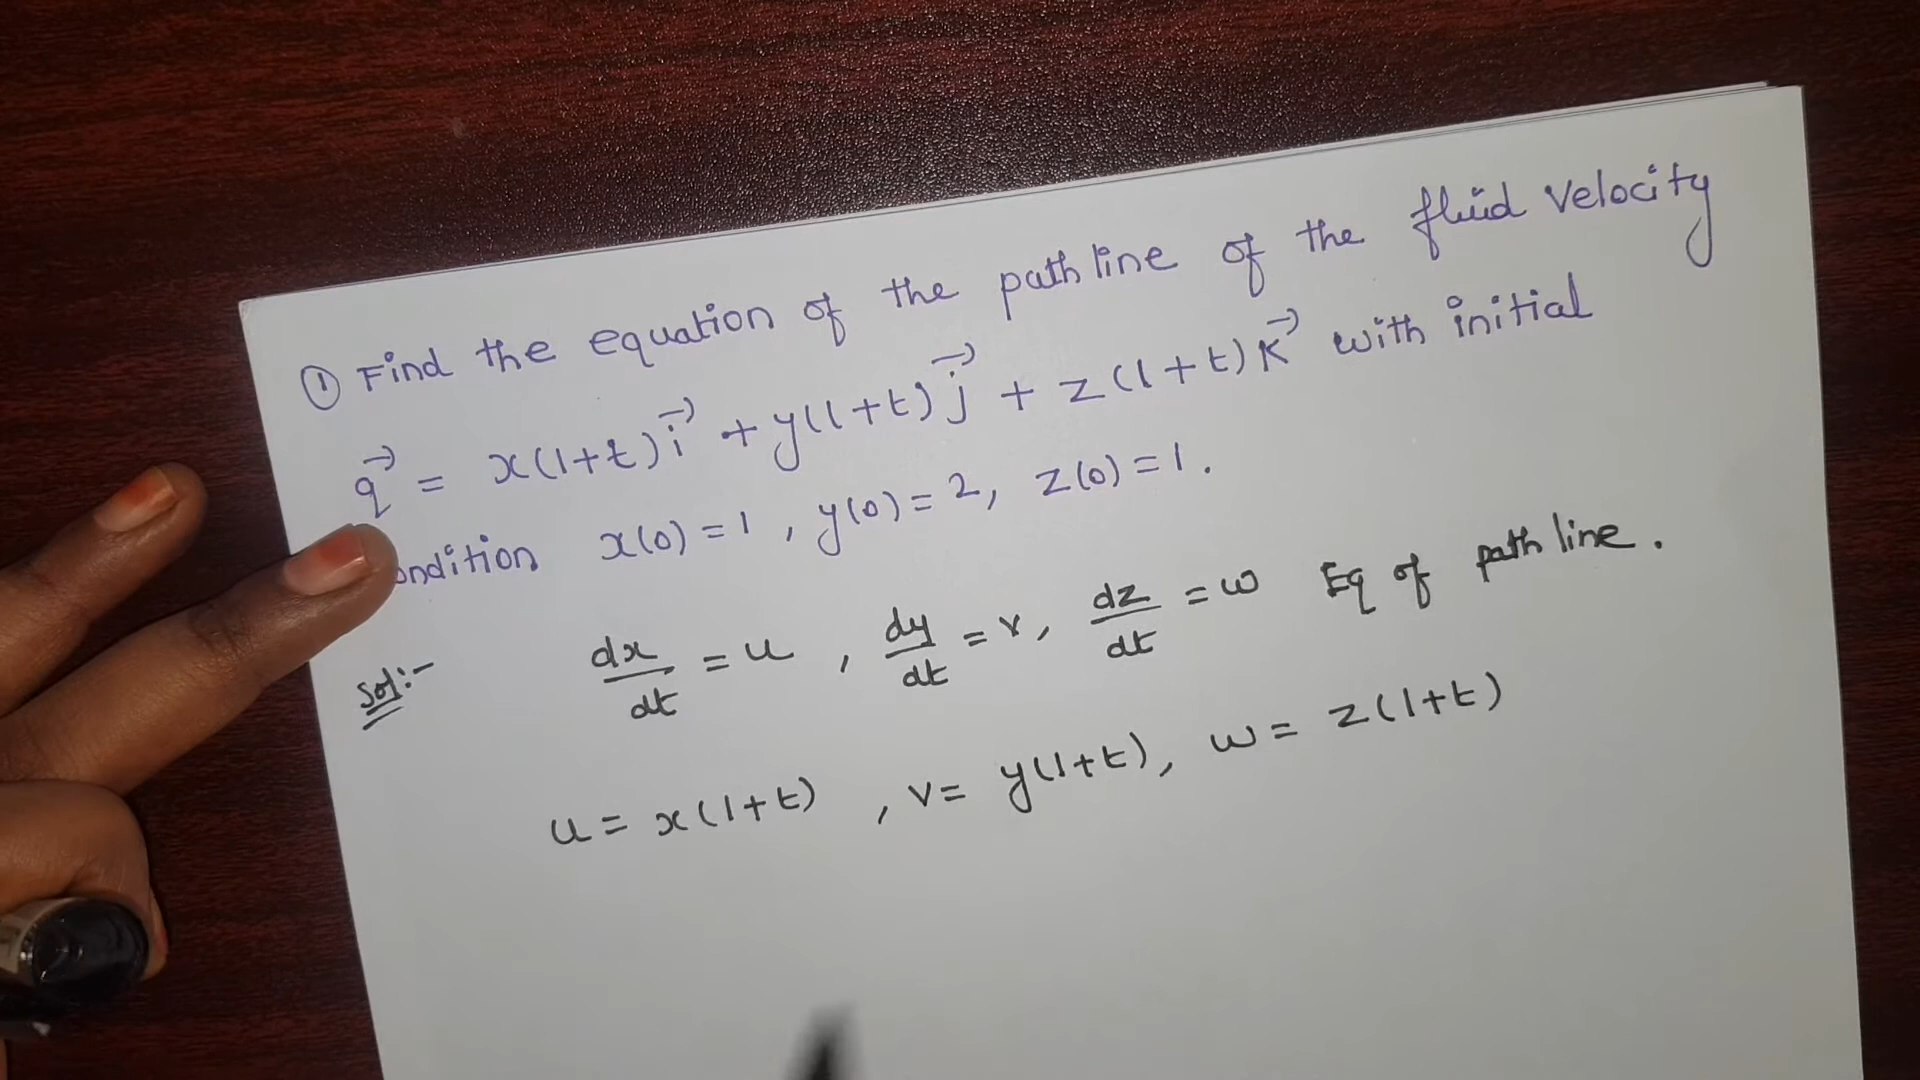 ① Find the equation of the path line of the fluid velocity
q⃗ = x(1+t)i⃗ + y(1+t)j⃗ + z(1+t)k⃗ with initial
ondition x(0)=1, y(0)=2, z(0)=1.
Sol:- dx/dt = u, dy/dt = v, dz/dt = w Eq of path line.
u = x(1+t), v = y(1+t), w = z(1+t)